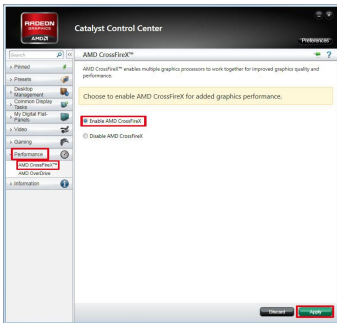 RADEON
GRAPHICS
AMD
Catalyst Control Center
Preferences
Search
AMD CrossFireX™
Pinned
AMD CrossFireX™ enables multiple graphics processors to work together for improved graphics quality and
performance.
Presets
Desktop
Management
Common Display
Tasks
My Digital Flat-
Panels
Video
Gaming
Performance
AMD CrossFireX™
AMD OverDrive
Information
Choose to enable AMD CrossFireX for added graphics performance.
Enable AMD CrossFireX
Disable AMD CrossFireX
Discard
Apply